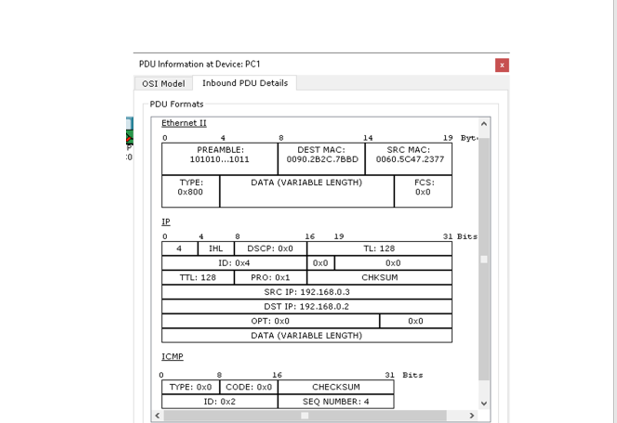 PDU Information at Device: PC1
x
OSI Model Inbound PDU Details
PDU Formats
Ethernet II
0 4 8 14 19 Byte
PREAMBLE: DEST MAC: SRC MAC:
101010...1011 0090.2B2C.7BBD 0060.5C47.2377
TYPE: DATA (VARIABLE LENGTH) FCS:
0x800 0x0
IP
0 4 8 16 19 31 Bits
4 IHL DSCP: 0x0 TL: 128
ID: 0x4 0x0 0x0
TTL: 128 PRO: 0x1 CHKSUM
SRC IP: 192.168.0.3
DST IP: 192.168.0.2
OPT: 0x0 0x0
DATA (VARIABLE LENGTH)
ICMP
0 8 16 31 Bits
TYPE: 0x0 CODE: 0x0 CHECKSUM
ID: 0x2 SEQ NUMBER: 4